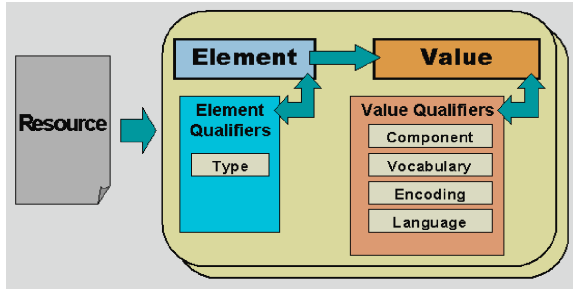 Resource
Element
Value
Element
Qualifiers
Type
Value Qualifiers
Component
Vocabulary
Encoding
Language